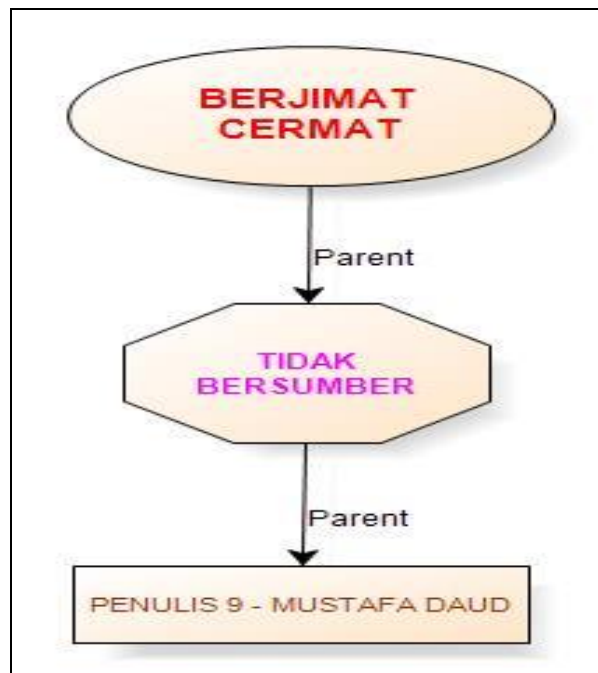 BERJIMAT
CERMAT
Parent
TIDAK
BERSUMBER
Parent
PENULIS 9 - MUSTAFA DAUD